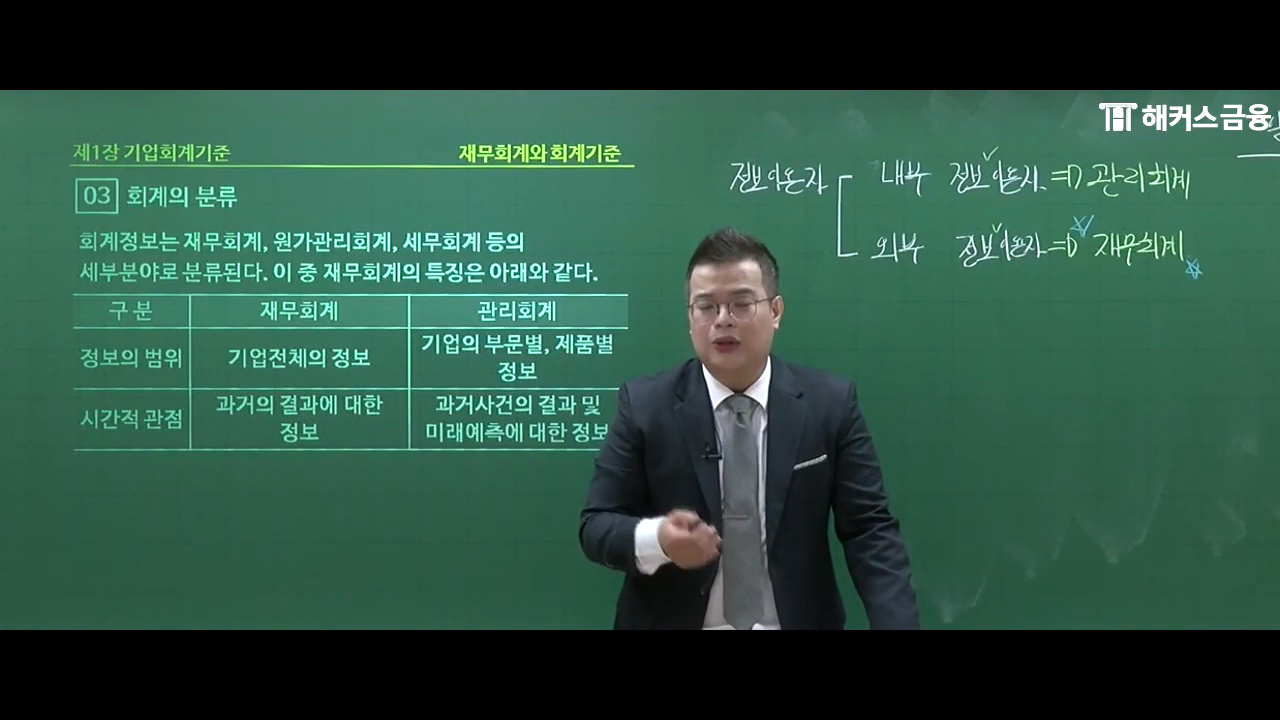 해커스금융
제1장 기업회계기준
재무회계와 회계기준
03 회계의 분류
회계정보는 재무회계, 원가관리회계, 세무회계 등의
세부분야로 분류된다. 이 중 재무회계의 특징은 아래와 같다.
구 분 재무회계 관리회계
정보의 범위 기업전체의 정보 기업의 부문별, 제품별
정보
시간적 관점 과거의 결과에 대한 과거사건의 결과 및
정보 미래예측에 대한 정보
정보이용자
내부 정보이용자 ⇒ 관리회계
외부 정보이용자 ⇒ 재무회계